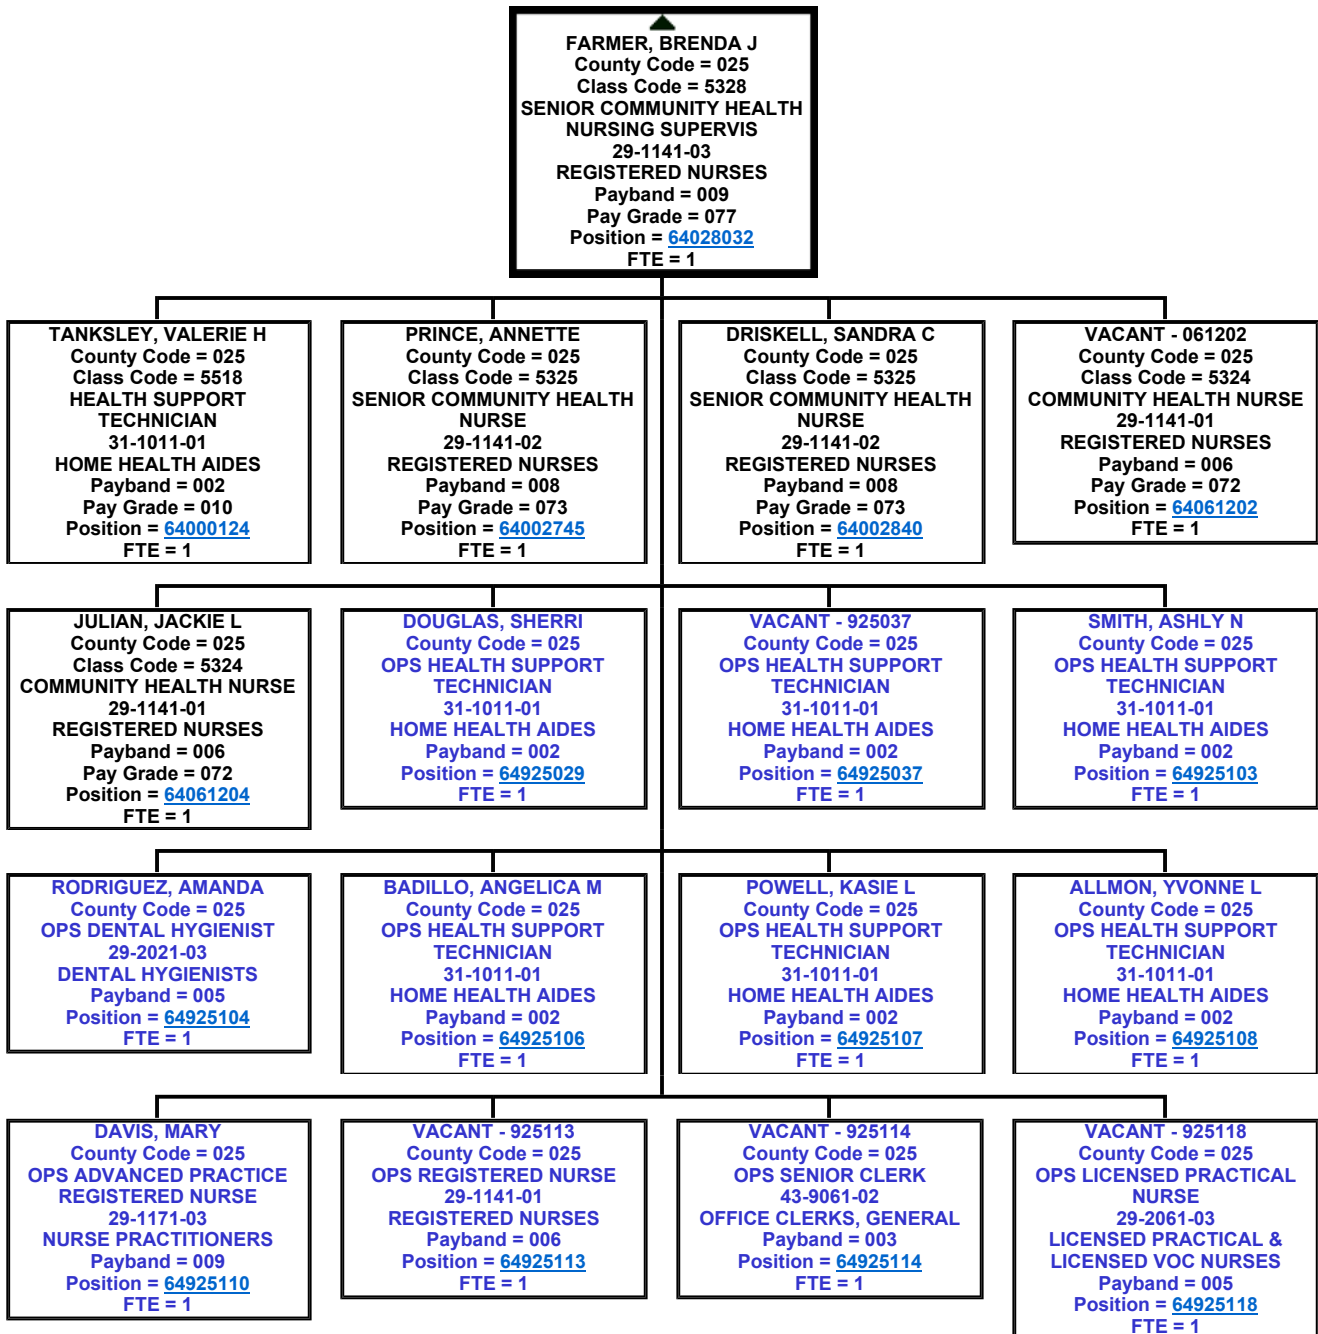 FARMER, BRENDA J
County Code = 025
Class Code = 5328
SENIOR COMMUNITY HEALTH
NURSING SUPERVIS
29-1141-03
REGISTERED NURSES
Payband = 009
Pay Grade = 077
Position = 64028032
FTE = 1
TANKSLEY, VALERIE H
County Code = 025
Class Code = 5518
HEALTH SUPPORT
TECHNICIAN
31-1011-01
HOME HEALTH AIDES
Payband = 002
Pay Grade = 010
Position = 64000124
FTE = 1
PRINCE, ANNETTE
County Code = 025
Class Code = 5325
SENIOR COMMUNITY HEALTH
NURSE
29-1141-02
REGISTERED NURSES
Payband = 008
Pay Grade = 073
Position = 64002745
FTE = 1
DRISKELL, SANDRA C
County Code = 025
Class Code = 5325
SENIOR COMMUNITY HEALTH
NURSE
29-1141-02
REGISTERED NURSES
Payband = 008
Pay Grade = 073
Position = 64002840
FTE = 1
VACANT - 061202
County Code = 025
Class Code = 5324
COMMUNITY HEALTH NURSE
29-1141-01
REGISTERED NURSES
Payband = 006
Pay Grade = 072
Position = 64061202
FTE = 1
JULIAN, JACKIE L
County Code = 025
Class Code = 5324
COMMUNITY HEALTH NURSE
29-1141-01
REGISTERED NURSES
Payband = 006
Pay Grade = 072
Position = 64061204
FTE = 1
DOUGLAS, SHERRI
County Code = 025
OPS HEALTH SUPPORT
TECHNICIAN
31-1011-01
HOME HEALTH AIDES
Payband = 002
Position = 64925029
FTE = 1
VACANT - 925037
County Code = 025
OPS HEALTH SUPPORT
TECHNICIAN
31-1011-01
HOME HEALTH AIDES
Payband = 002
Position = 64925037
FTE = 1
SMITH, ASHLY N
County Code = 025
OPS HEALTH SUPPORT
TECHNICIAN
31-1011-01
HOME HEALTH AIDES
Payband = 002
Position = 64925103
FTE = 1
RODRIGUEZ, AMANDA
County Code = 025
OPS DENTAL HYGIENIST
29-2021-03
DENTAL HYGIENISTS
Payband = 005
Position = 64925104
FTE = 1
BADILLO, ANGELICA M
County Code = 025
OPS HEALTH SUPPORT
TECHNICIAN
31-1011-01
HOME HEALTH AIDES
Payband = 002
Position = 64925106
FTE = 1
POWELL, KASIE L
County Code = 025
OPS HEALTH SUPPORT
TECHNICIAN
31-1011-01
HOME HEALTH AIDES
Payband = 002
Position = 64925107
FTE = 1
ALLMON, YVONNE L
County Code = 025
OPS HEALTH SUPPORT
TECHNICIAN
31-1011-01
HOME HEALTH AIDES
Payband = 002
Position = 64925108
FTE = 1
DAVIS, MARY
County Code = 025
OPS ADVANCED PRACTICE
REGISTERED NURSE
29-1171-03
NURSE PRACTITIONERS
Payband = 009
Position = 64925110
FTE = 1
VACANT - 925113
County Code = 025
OPS REGISTERED NURSE
29-1141-01
REGISTERED NURSES
Payband = 006
Position = 64925113
FTE = 1
VACANT - 925114
County Code = 025
OPS SENIOR CLERK
43-9061-02
OFFICE CLERKS, GENERAL
Payband = 003
Position = 64925114
FTE = 1
VACANT - 925118
County Code = 025
OPS LICENSED PRACTICAL
NURSE
29-2061-03
LICENSED PRACTICAL &
LICENSED VOC NURSES
Payband = 005
Position = 64925118
FTE = 1